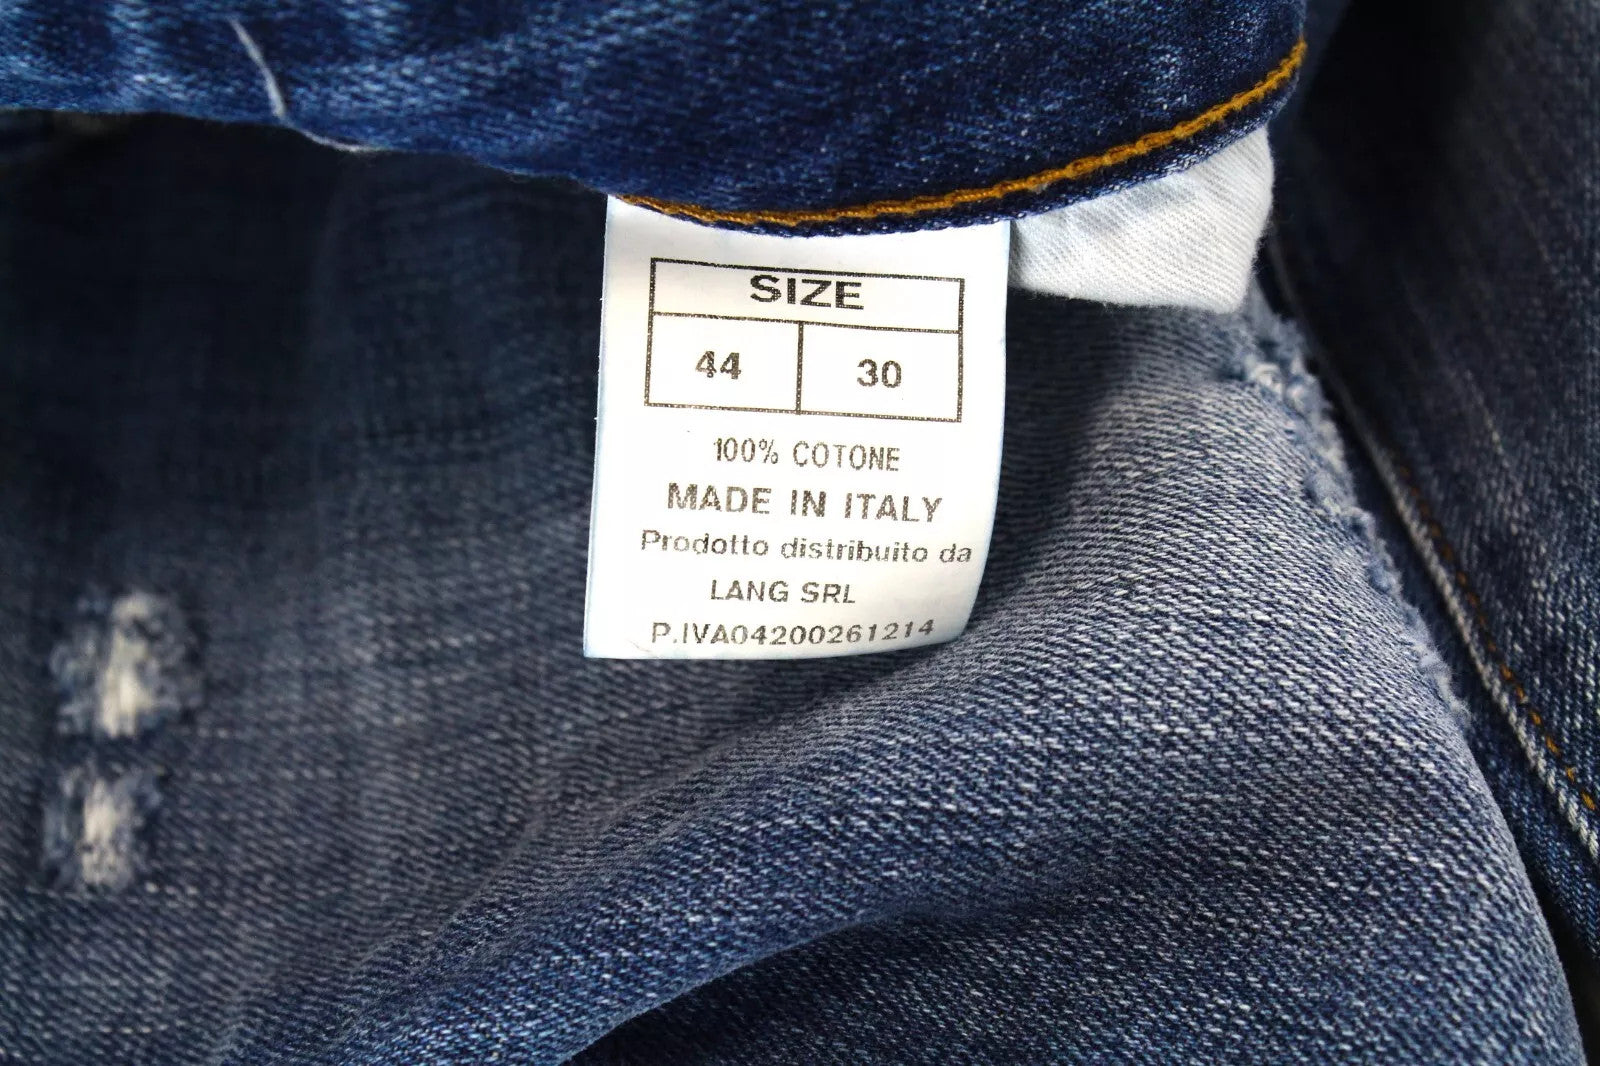 SIZE
44 30
100% COTONE
MADE IN ITALY
Prodotto distribuito da
LANG SRL
P.IVA04200261214